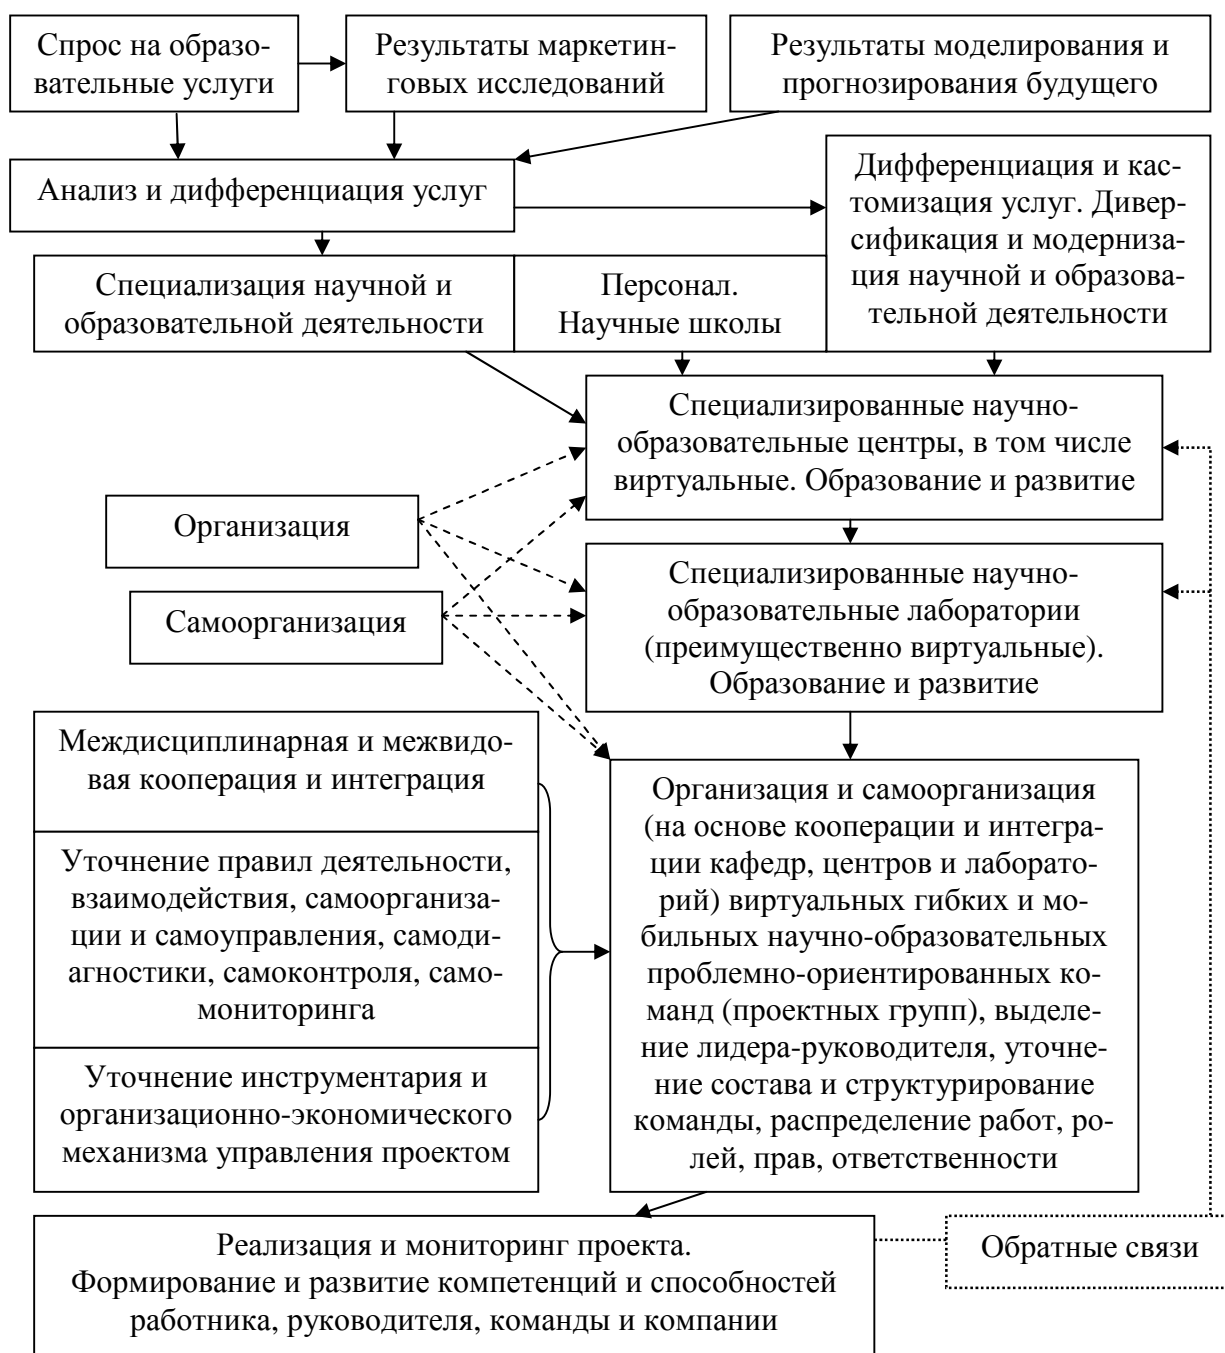 Спрос на образо-
вательные услуги
Результаты маркетин-
говых исследований
Результаты моделирования и
прогнозирования будущего
Анализ и дифференциация услуг
Дифференциация и кас-
томизация услуг. Дивер-
сификация и модерниза-
ция научной и образова-
тельной деятельности
Специализация научной и
образовательной деятельности
Персонал.
Научные школы
Специализированные научно-
образовательные центры, в том числе
виртуальные. Образование и развитие
Организация
Специализированные научно-
образовательные лаборатории
(преимущественно виртуальные).
Образование и развитие
Самоорганизация
Междисциплинарная и межвидо-
вая кооперация и интеграция
Уточнение правил деятельности,
взаимодействия, самоорганиза-
ции и самоуправления, самоди-
агностики, самоконтроля, само-
мониторинга
Уточнение инструментария и
организационно-экономического
механизма управления проектом
Организация и самоорганизация
(на основе кооперации и интегра-
ции кафедр, центров и лаборато-
рий) виртуальных гибких и мо-
бильных научно-образовательных
проблемно-ориентированных ко-
манд (проектных групп), выделе-
ние лидера-руководителя, уточне-
ние состава и структурирование
команды, распределение работ, ро-
лей, прав, ответственности
Реализация и мониторинг проекта.
Формирование и развитие компетенций и способностей
работника, руководителя, команды и компании
Обратные связи